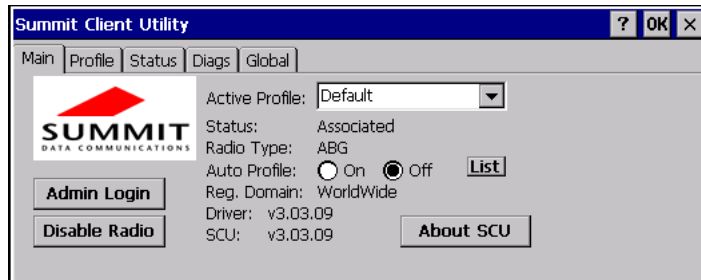 Summit Client Utility ? OK ×
Main Profile Status Diags Global
Active Profile: Default
SUMMIT
DATA COMMUNICATIONS
Status: Associated
Radio Type: ABG
Auto Profile: On Off List
Admin Login
Reg. Domain: WorldWide
Driver: v3.03.09
Disable Radio
SCU: v3.03.09
About SCU